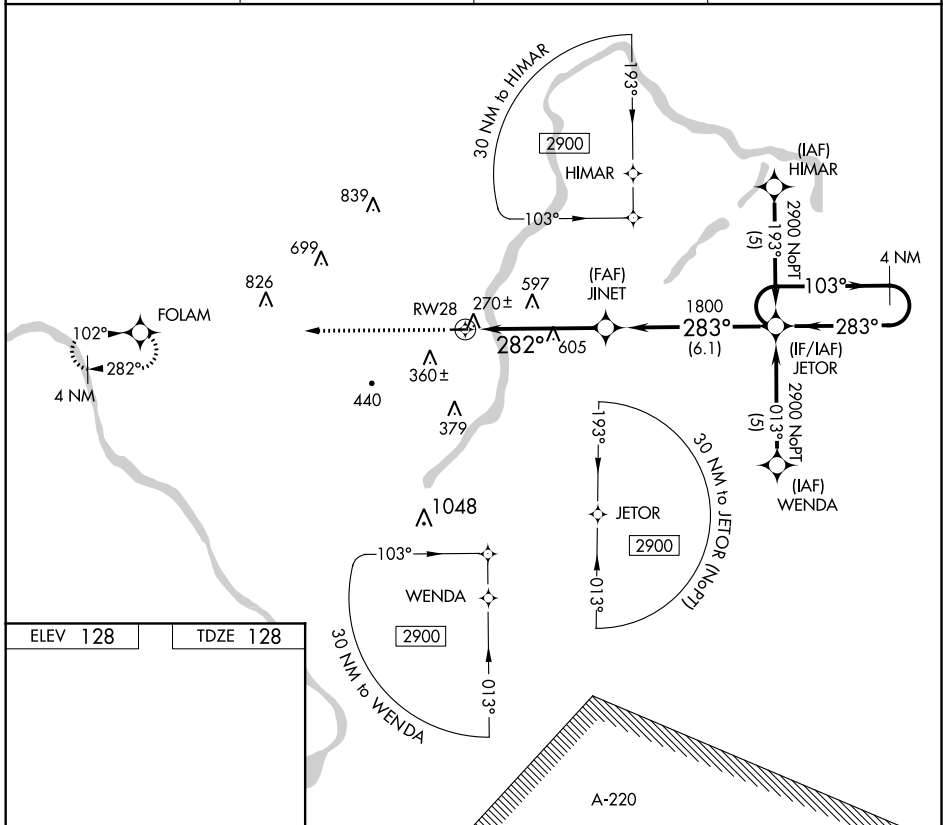 30 NM to HIMAR
193°
2900
HIMAR
103°
(IAF)
HIMAR
2900 NoPT
193°
(5)
4 NM
103°
839
699
826
FOLAM
102°
282°
4 NM
RW28
270±
597
(FAF)
JINET
1800
283°
(6.1)
283°
(IF/IAF)
JETOR
282°
605
360±
440
379
2900 NoPT
013°
(5)
(IAF)
WENDA
193°
30 NM to JETOR (NoPT)
JETOR
2900
013°
1048
103°
WENDA
2900
013°
30 NM to WENDA
ELEV 128
TDZE 128
A-220